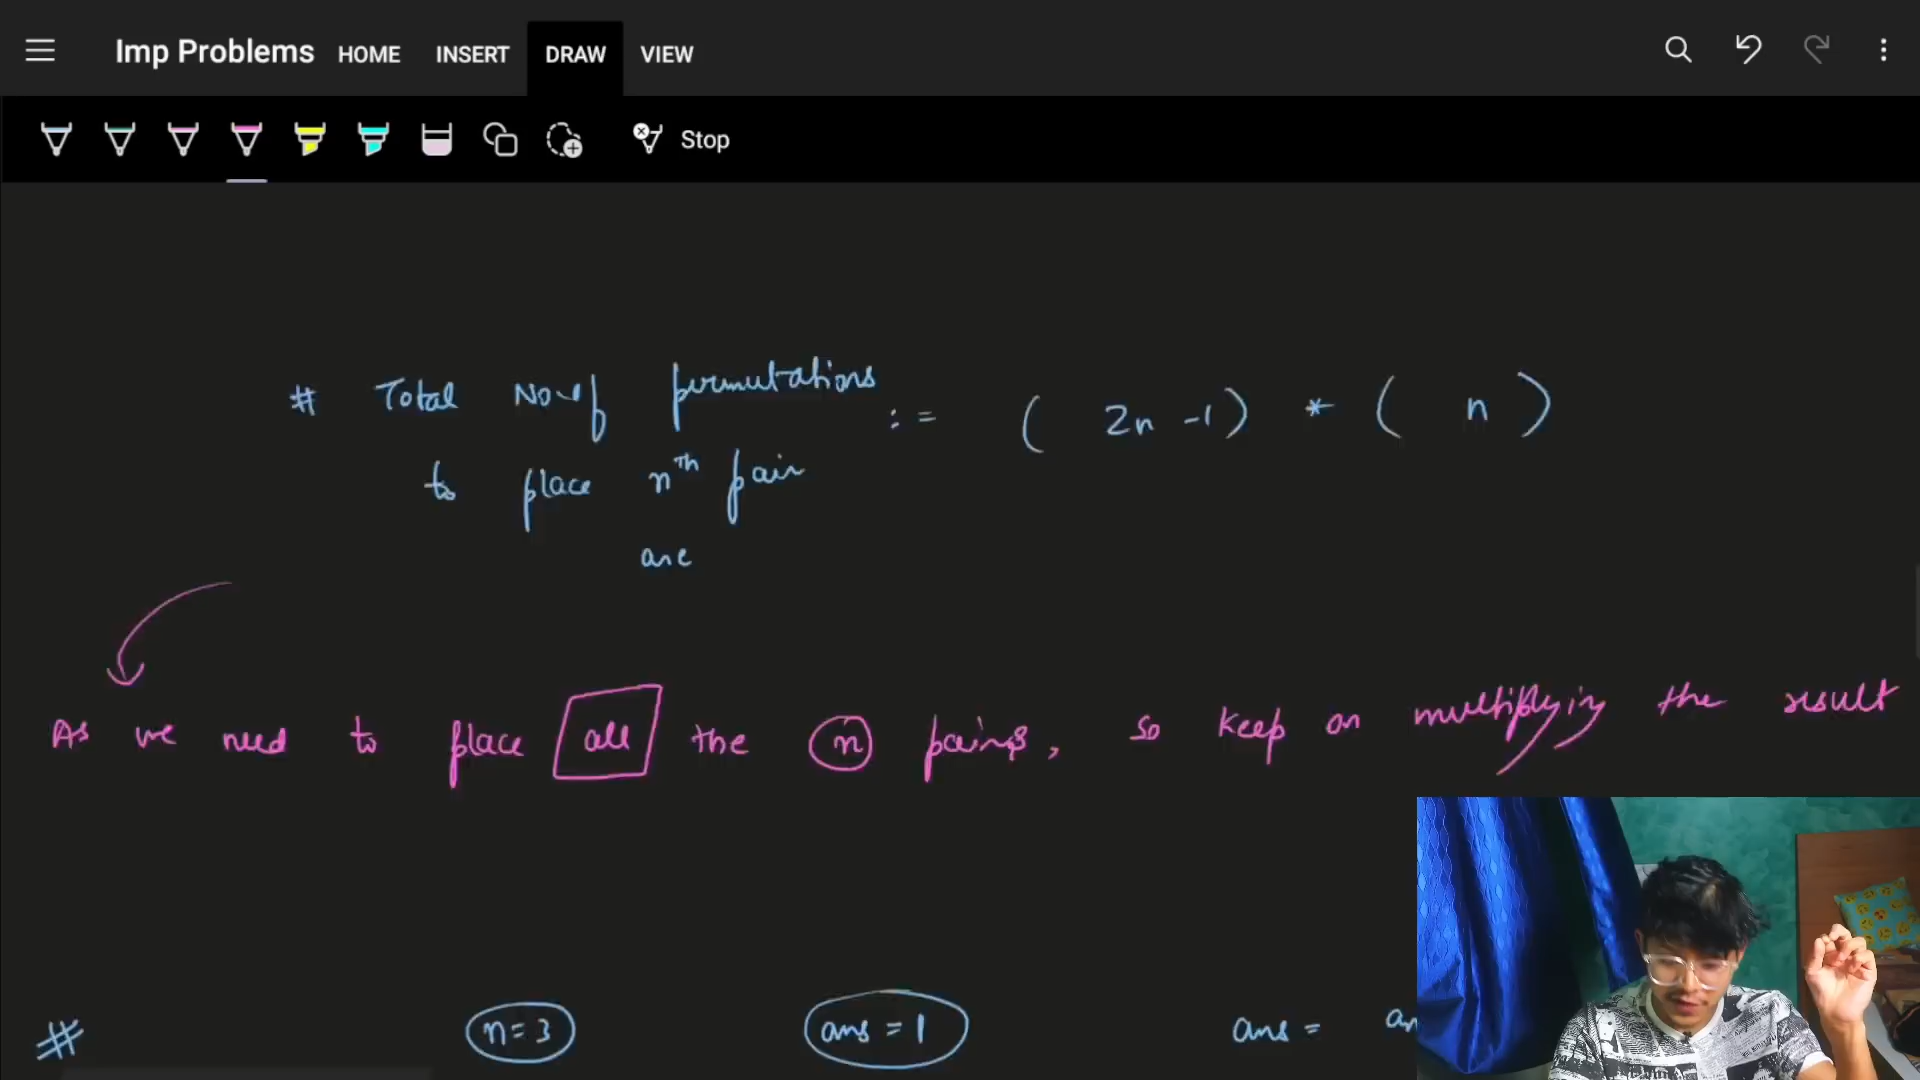 Imp Problems HOME INSERT DRAW VIEW
Stop
# Total No of permutations := ( 2n -1 ) * ( n )
to place nth pair
are
As we need to place all the n pairs, so keep on multiplying the result
# n = 3 ans = 1 ans = an